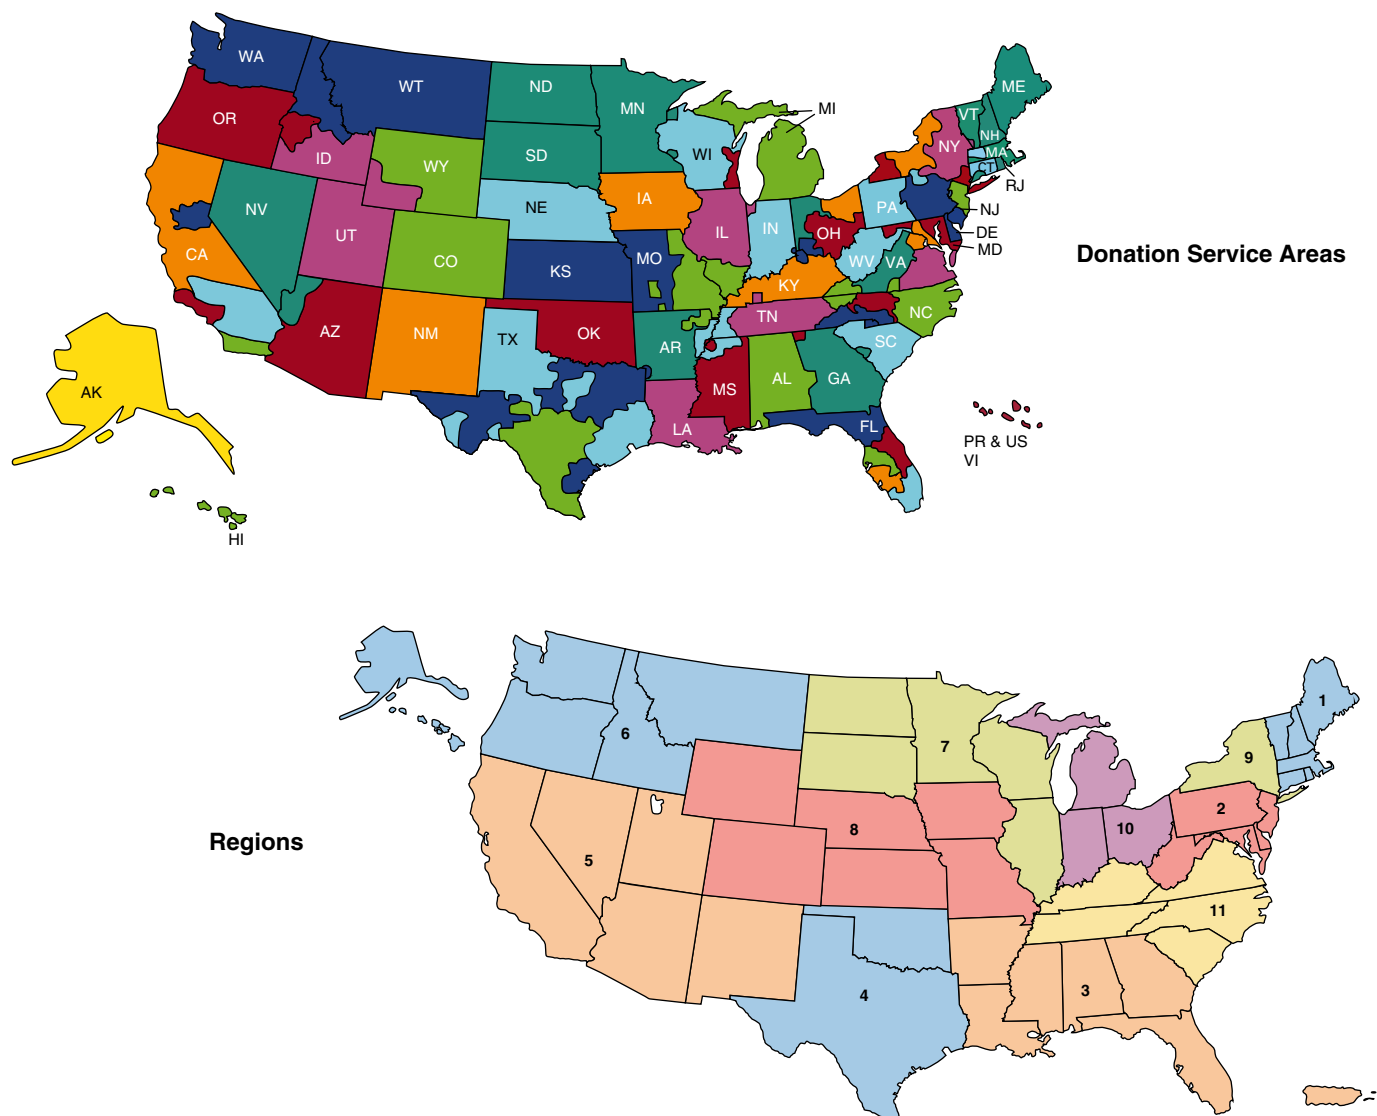 WA
WT
ND
MN
MI
ME
VT
NH
MA
CT
RJ
OR
ID
WY
SD
WI
NY
NE
IA
PA
NJ
DE
MD
NV
UT
CO
KS
MO
IL
IN
OH
WV
VA
CA
KY
Donation Service Areas
AZ
NM
TX
OK
AR
TN
NC
SC
MS
AL
GA
LA
FL
AK
PR & US
VI
HI
1
6
7
9
2
8
10
5
Regions
11
4
3